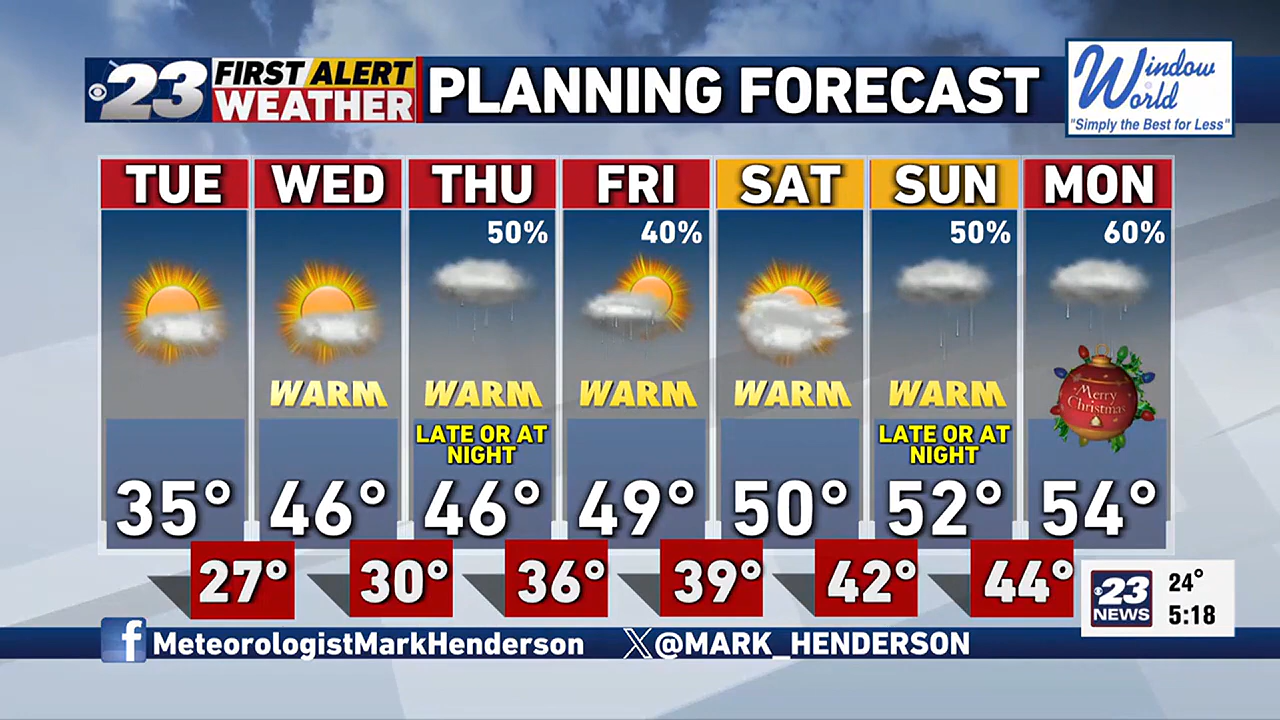 23 FIRST ALERT WEATHER
PLANNING FORECAST
Window World
"Simply the Best for Less"
TUE WED THU FRI SAT SUN MON
50% 40% 50% 60%
WARM WARM WARM WARM WARM
Merry Christmas
LATE OR AT NIGHT LATE OR AT NIGHT
35° 46° 46° 49° 50° 52° 54°
27° 30° 36° 39° 42° 44°
23 NEWS
24°
5:18
f MeteorologistMarkHenderson X @MARK_HENDERSON